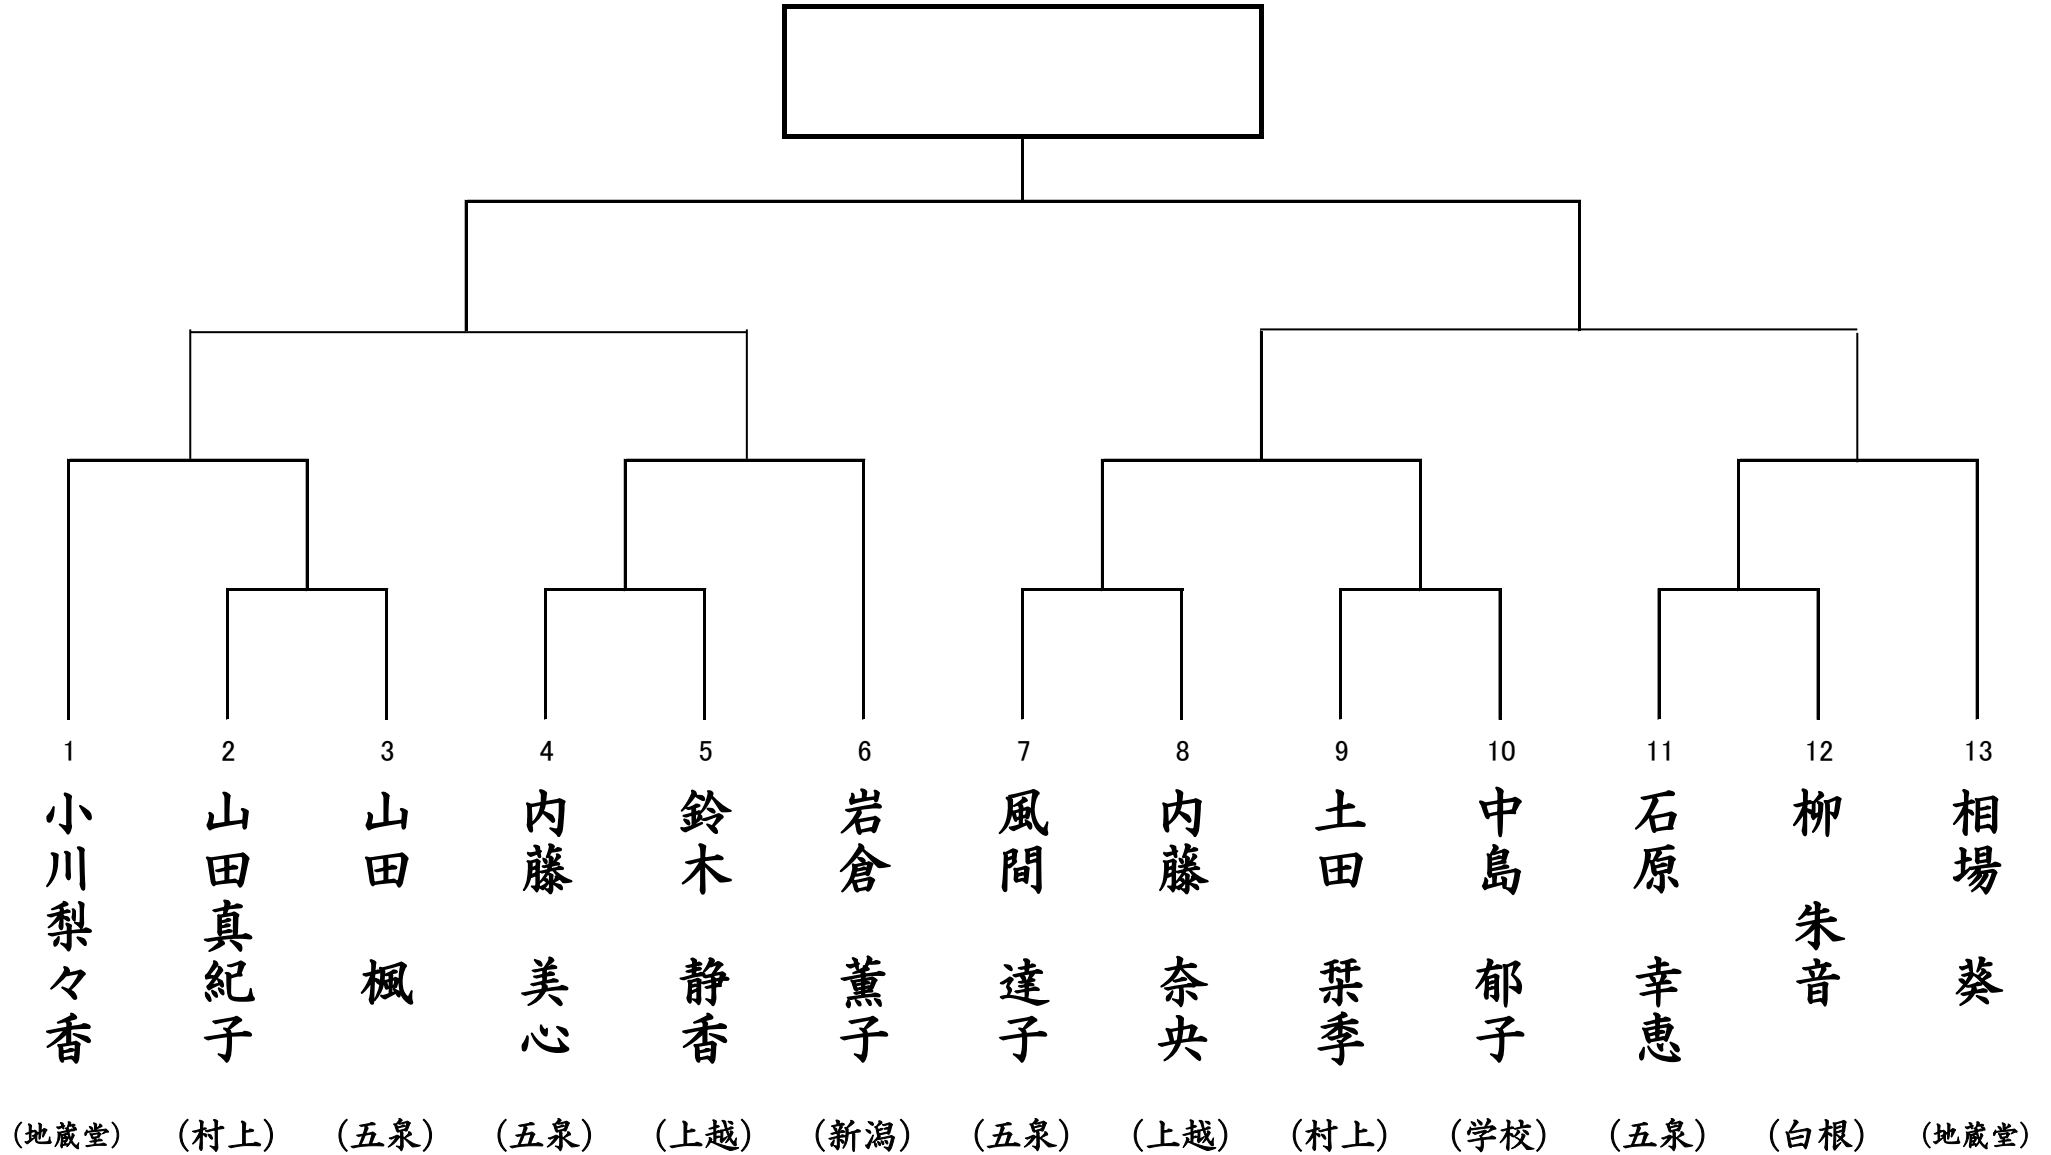 1 2 3 4 5 6 7 8 9 10 11 12 13
小川梨々香
山田真紀子
山田 楓
内藤 美心
鈴木 静香
岩倉 薫子
風間 達子
内藤 奈央
土田 栞季
中島 郁子
石原 幸恵
柳 朱音
相場 葵
(地蔵堂) (村上) (五泉) (五泉) (上越) (新潟) (五泉) (上越) (村上) (学校) (五泉) (白根) (地蔵堂)